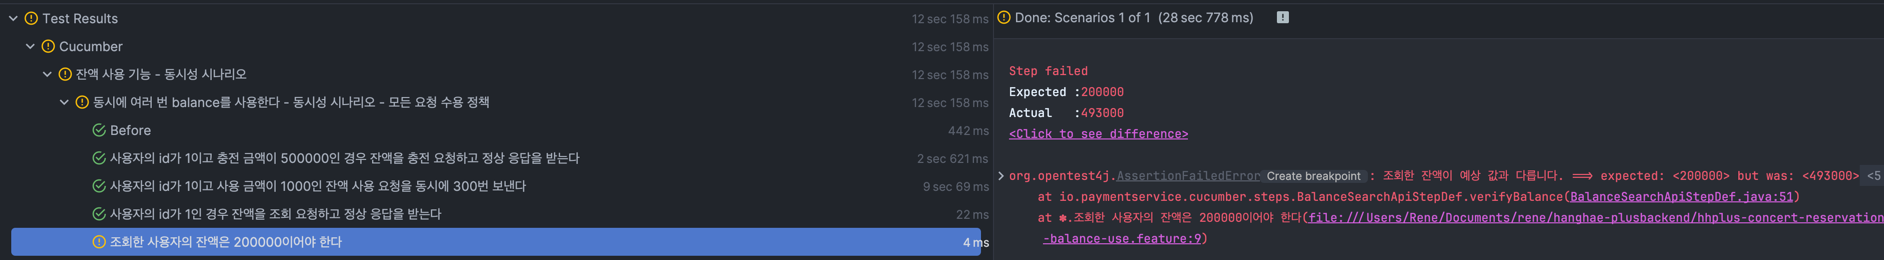 Test Results 12 sec 158 ms
Cucumber 12 sec 158 ms
잔액 사용 기능 - 동시성 시나리오 12 sec 158 ms
동시에 여러 번 balance를 사용한다 - 동시성 시나리오 - 모든 요청 수용 정책 12 sec 158 ms
Before 442 ms
사용자의 id가 1이고 충전 금액이 500000인 경우 잔액을 충전 요청하고 정상 응답을 받는다 2 sec 621 ms
사용자의 id가 1이고 사용 금액이 1000인 잔액 사용 요청을 동시에 300번 보낸다 9 sec 69 ms
사용자의 id가 1인 경우 잔액을 조회 요청하고 정상 응답을 받는다 22 ms
조회한 사용자의 잔액은 200000이어야 한다 4 ms
Done: Scenarios 1 of 1 (28 sec 778 ms)
Step failed
Expected :200000
Actual :493000
<Click to see difference>
org.opentest4j.AssertionFailedError Create breakpoint : 조회한 잔액이 예상 값과 다릅니다. ==> expected: <200000> but was: <493000> <5
at io.paymentservice.cucumber.steps.BalanceSearchApiStepDef.verifyBalance(BalanceSearchApiStepDef.java:51)
at ✽.조회한 사용자의 잔액은 200000이어야 한다(file:///Users/Rene/Documents/rene/hanghae-plusbackend/hhplus-concert-reservation
-balance-use.feature:9)